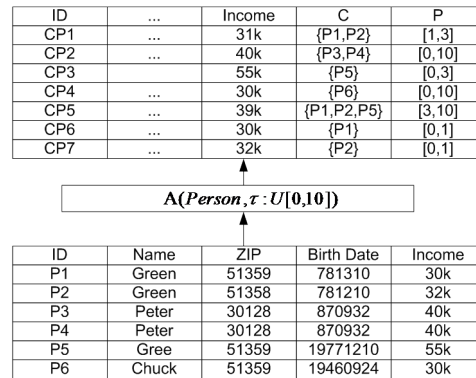 ID ... Income C P
CP1 ... 31k {P1,P2} [1,3]
CP2 ... 40k {P3,P4} [0,10]
CP3 ... 55k {P5} [0,3]
CP4 ... 30k {P6} [0,10]
CP5 ... 39k {P1,P2,P5} [3,10]
CP6 ... 30k {P1} [0,1]
CP7 ... 32k {P2} [0,1]
A(Person,τ:U[0,10])
ID Name ZIP Birth Date Income
P1 Green 51359 781310 30k
P2 Green 51358 781210 32k
P3 Peter 30128 870932 40k
P4 Peter 30128 870932 40k
P5 Gree 51359 19771210 55k
P6 Chuck 51359 19460924 30k